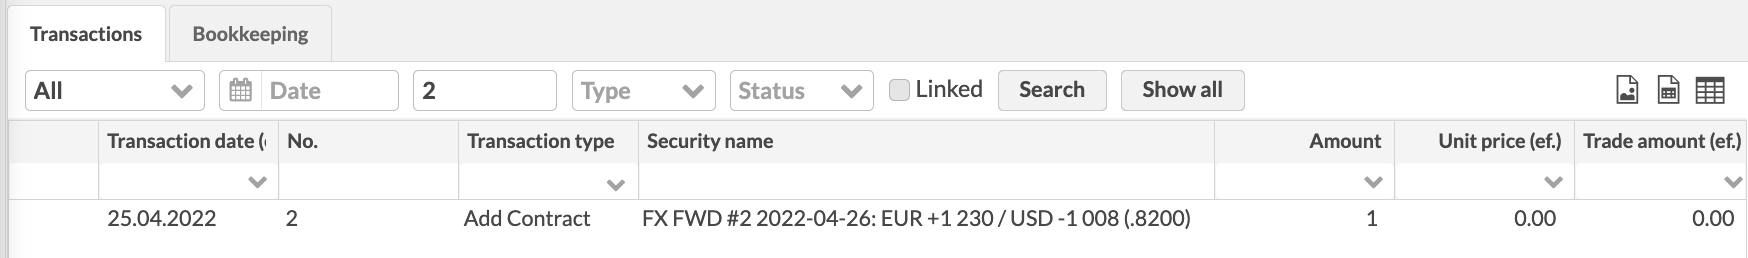 Transactions Bookkeeping
All Date 2 Type Status Linked Search Show all
Transaction date ( No. Transaction type Security name Amount Unit price (ef.) Trade amount (ef.)
25.04.2022 2 Add Contract FX FWD #2 2022-04-26: EUR +1 230 / USD -1 008 (.8200) 1 0.00 0.00